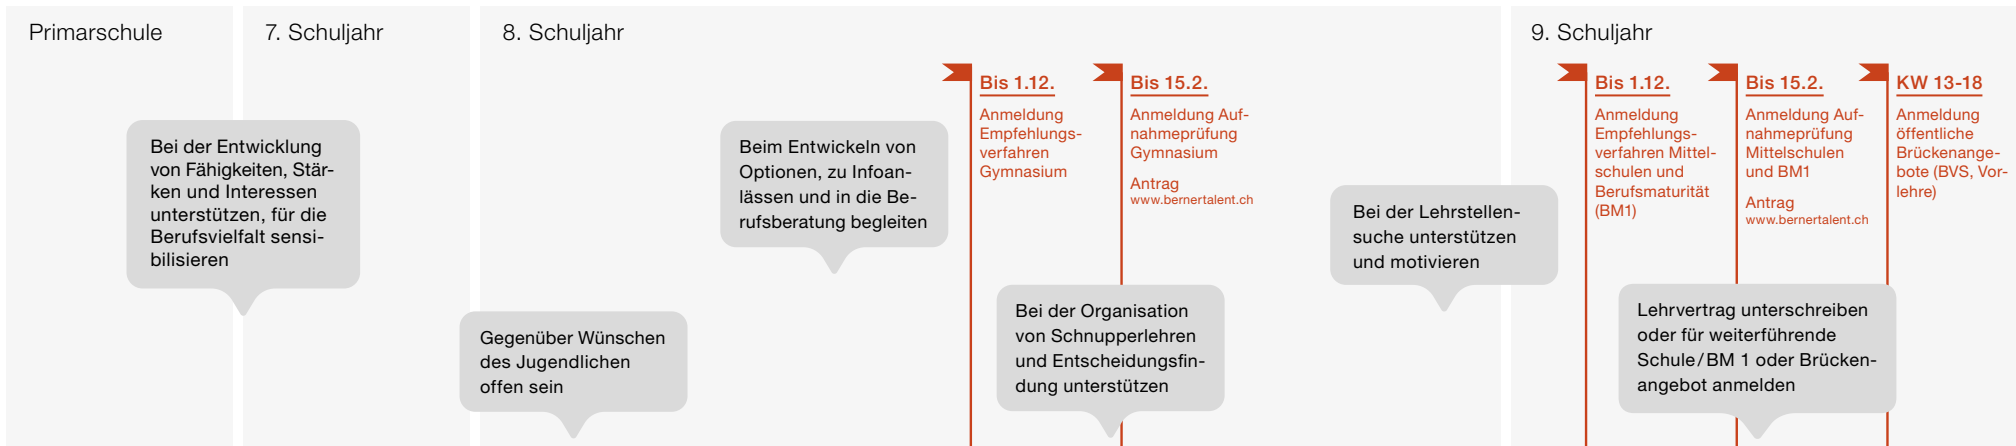 Primarschule
7. Schuljahr
8. Schuljahr
9. Schuljahr
Bei der Entwicklung
von Fähigkeiten, Stär-
ken und Interessen
unterstützen, für die
Berufsvielfalt sensi-
bilisieren
Gegenüber Wünschen
des Jugendlichen
offen sein
Beim Entwickeln von
Optionen, zu Infoan-
lässen und in die Be-
rufsberatung begleiten
Bis 1.12.
Anmeldung
Empfehlungs-
verfahren
Gymnasium
Bis 15.2.
Anmeldung Auf-
nahmeprüfung
Gymnasium
Antrag
www.bernertalent.ch
Bei der Organisation
von Schnupperlehren
und Entscheidungsfin-
dung unterstützen
Bei der Lehrstellen-
suche unterstützen
und motivieren
Bis 1.12.
Anmeldung
Empfehlungs-
verfahren Mittel-
schulen und
Berufsmaturität
(BM1)
Bis 15.2.
Anmeldung Auf-
nahmeprüfung
Mittelschulen
und BM1
Antrag
www.bernertalent.ch
KW 13-18
Anmeldung
öffentliche
Brückenange-
bote (BVS, Vor-
lehre)
Lehrvertrag unterschreiben
oder für weiterführende
Schule/BM 1 oder Brücken-
angebot anmelden